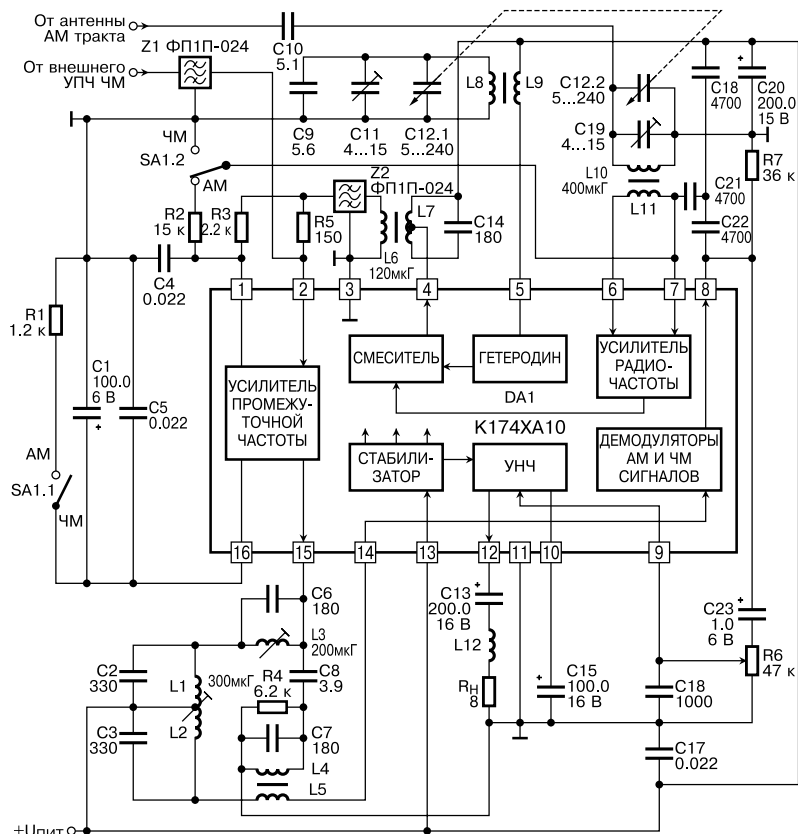 От антенны
АМ тракта
C10
5.1
Z1 ФП1П-024
От внешнего
УПЧ ЧМ
C9
5.6
C11
4...15
C12.1
5...240
L8
L9
C12.2
5...240
C19
4...15
L10
400мкГ
L11
C18
4700
C20
200.0
15 В
+
R7
36 к
C21
4700
C22
4700
ЧМ
SA1.2
АМ
R2
15 к
R3
2.2 к
R5
150
Z2
ФП1П-024
L6
120мкГ
L7
C14
180
C4
0.022
R1
1.2 к
C1
100.0
6 В
+
C5
0.022
АМ
SA1.1
ЧМ
1
2
3
4
5
6
7
8
УСИЛИТЕЛЬ
ПРОМЕЖУ-
ТОЧНОЙ
ЧАСТОТЫ
СМЕСИТЕЛЬ
ГЕТЕРОДИН
УСИЛИТЕЛЬ
РАДИО-
ЧАСТОТЫ
DA1
К174ХА10
СТАБИЛИ-
ЗАТОР
УНЧ
ДЕМОДУЛЯТОРЫ
АМ И ЧМ
СИГНАЛОВ
16
15
14
13
12
11
10
9
C6
180
L3
200мкГ
C2
330
C3
330
L1
300мкГ
L2
R4
6.2 к
C8
3.9
C7
180
L4
L5
+
C13
200.0
16 В
L12
RН
8
+
C15
100.0
16 В
C18
1000
C17
0.022
+
C23
1.0
6 В
R6
47 к
+Uпит